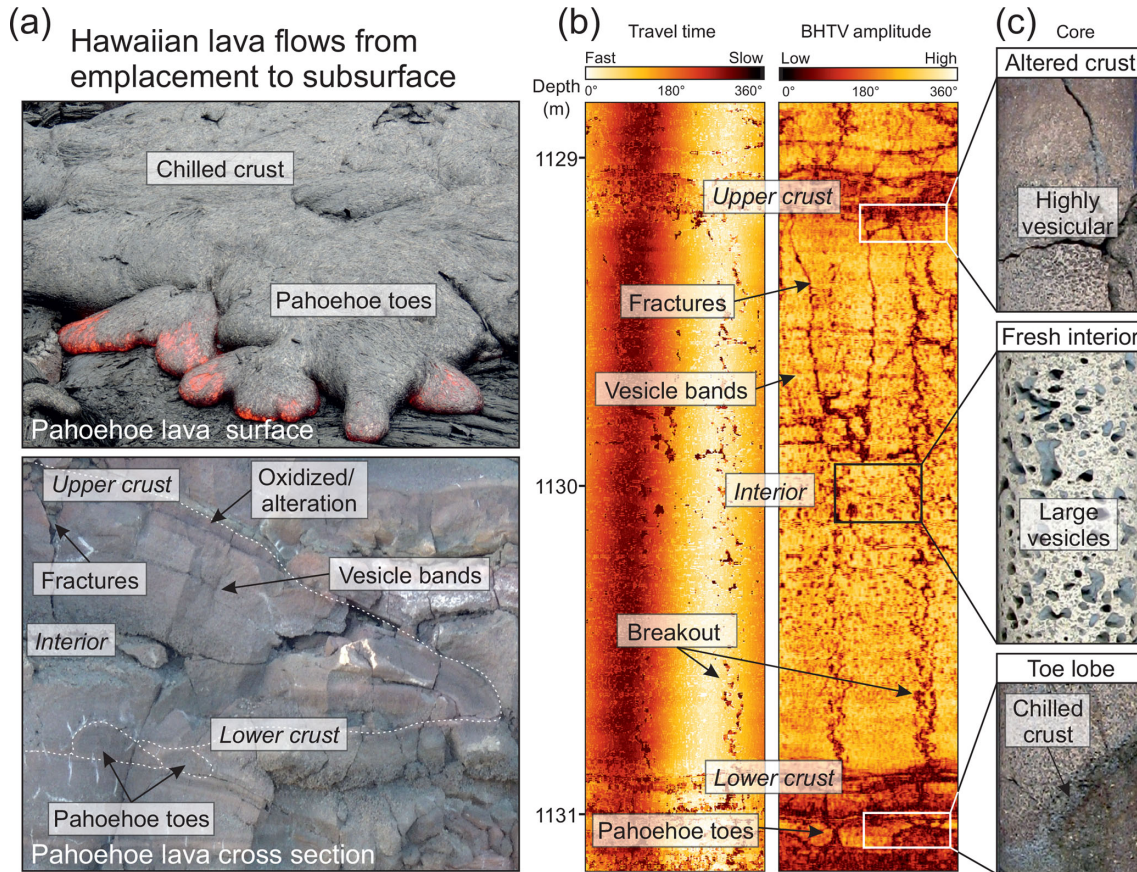 (a)
Hawaiian lava flows from
emplacement to subsurface
Chilled crust
Pahoehoe toes
Pahoehoe lava surface
Upper crust
Oxidized/
alteration
Fractures
Vesicle bands
Interior
Lower crust
Pahoehoe toes
Pahoehoe lava cross section
(b)
Travel time
BHTV amplitude
Fast
Slow
Low
High
Depth
(m)
0°
180°
360°
0°
180°
360°
1129
Upper crust
Fractures
Vesicle bands
1130
Interior
Breakout
Lower crust
1131
Pahoehoe toes
(c)
Core
Altered crust
Highly
vesicular
Fresh interior
Large
vesicles
Toe lobe
Chilled
crust